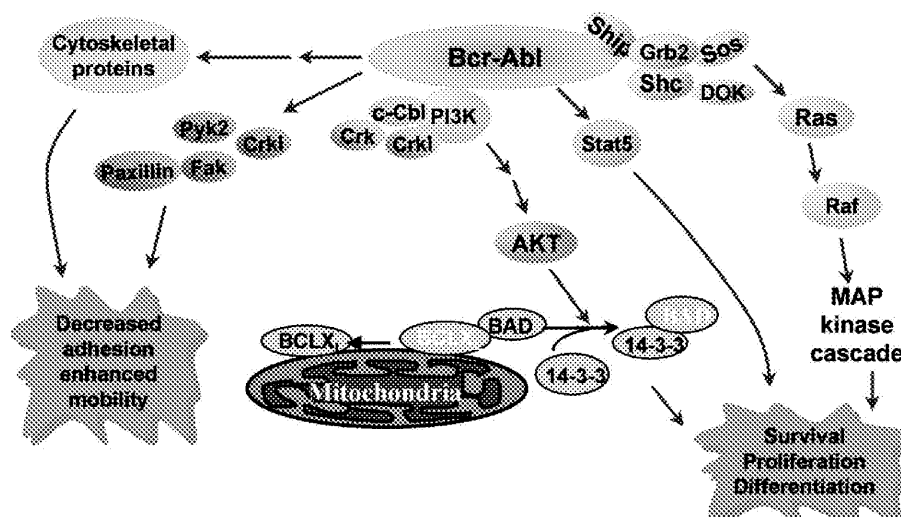 Cytoskeletal
proteins
Bcr-Abl
Ship
Grb2
Sos
Shc
DOK
Ras
Raf
MAP
kinase
cascade
c-Cbl
PI3K
Crk
Crkl
Stat5
Pyk2
Crkl
Paxillin
Fak
AKT
Decreased
adhesion
enhanced
mobility
BCLX
BAD
14-3-3
14-3-3
Mitochondria
Survival
Proliferation
Differentiation